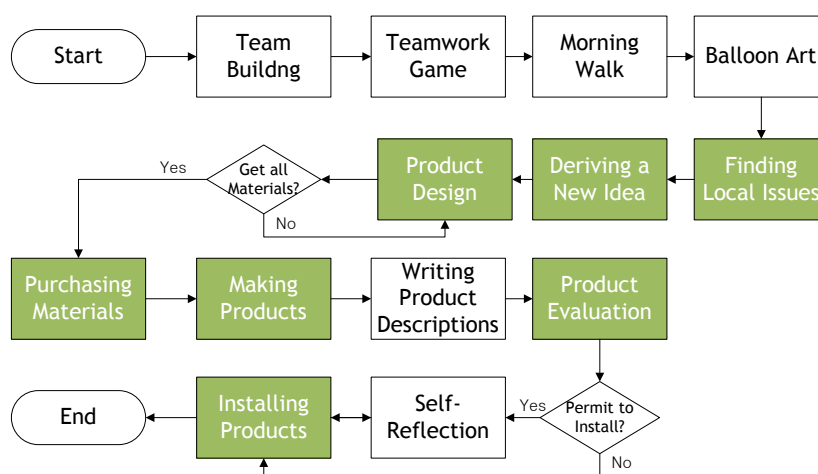 Start
Team
Buildng
Teamwork
Game
Morning
Walk
Balloon Art
Finding
Local Issues
Deriving a
New Idea
Product
Design
Get all
Materials?
Yes
No
Purchasing
Materials
Making
Products
Writing
Product
Descriptions
Product
Evaluation
Permit to
Install?
Yes
No
Self-
Reflection
Installing
Products
End